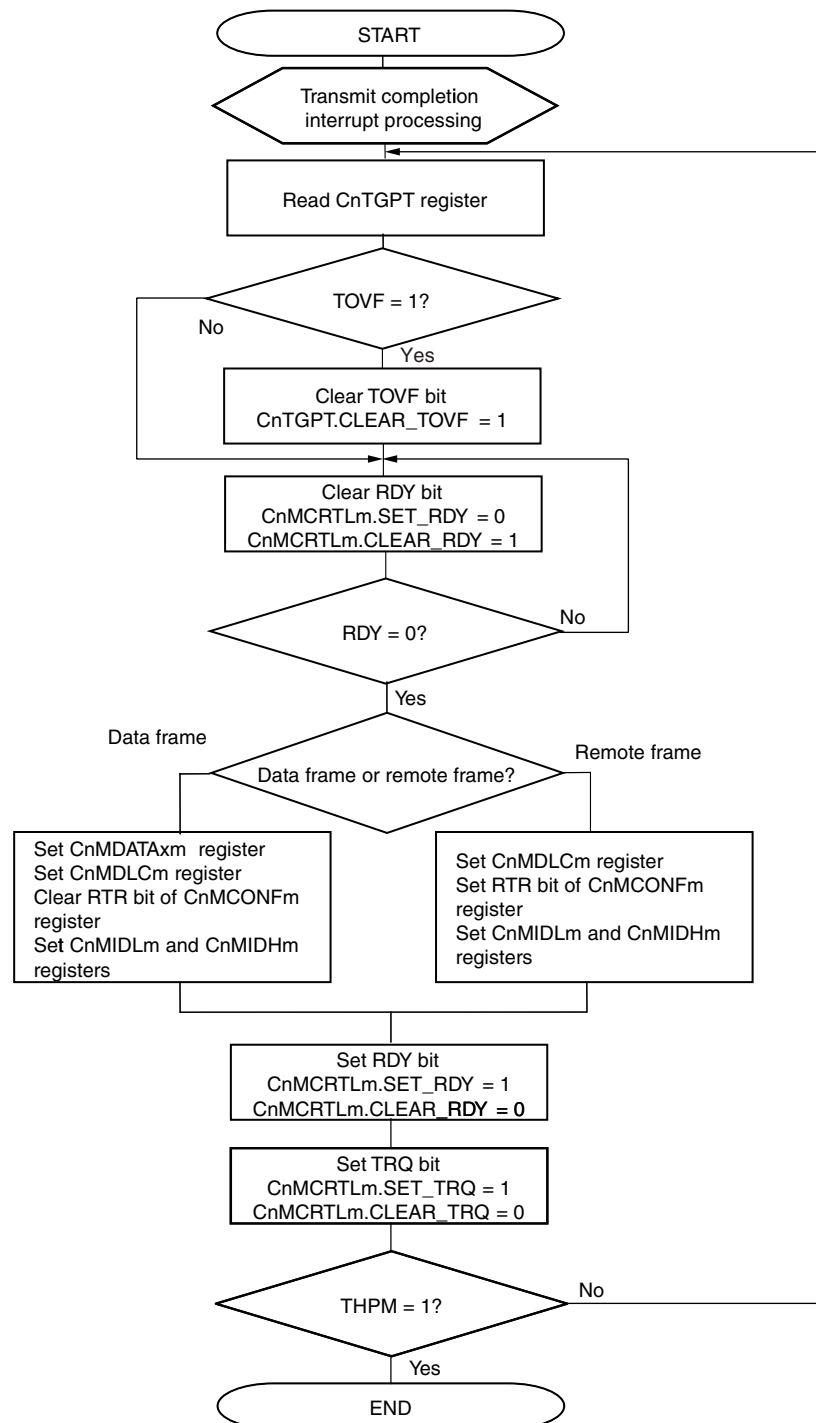 START
Transmit completion
interrupt processing
Read CnTGPT register
TOVF = 1?
No
Yes
Clear TOVF bit
CnTGPT.CLEAR_TOVF = 1
Clear RDY bit
CnMCRTLm.SET_RDY = 0
CnMCRTLm.CLEAR_RDY = 1
RDY = 0?
No
Yes
Data frame
Data frame or remote frame?
Remote frame
Set CnMDATAxm register
Set CnMDLCm register
Clear RTR bit of CnMCONFm
register
Set CnMIDLm and CnMIDHm
registers
Set CnMDLCm register
Set RTR bit of CnMCONFm
register
Set CnMIDLm and CnMIDHm
registers
Set RDY bit
CnMCRTLm.SET_RDY = 1
CnMCRTLm.CLEAR_RDY = 0
Set TRQ bit
CnMCRTLm.SET_TRQ = 1
CnMCRTLm.CLEAR_TRQ = 0
THPM = 1?
No
Yes
END